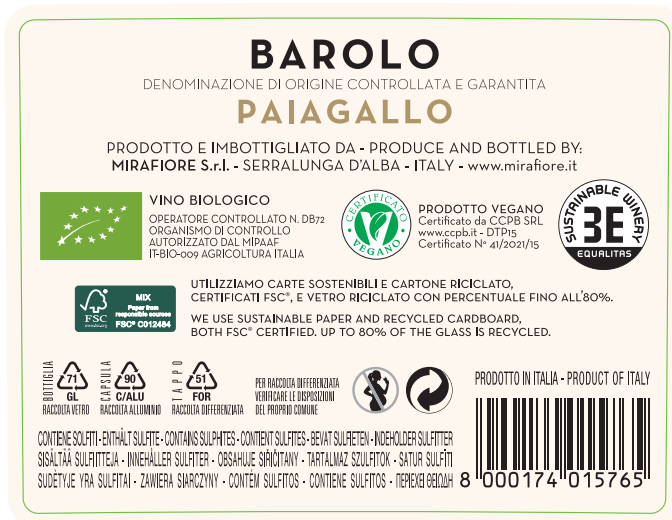 BAROLO
DENOMINAZIONE DI ORIGINE CONTROLLATA E GARANTITA
PAIAGALLO
PRODOTTO E IMBOTTIGLIATO DA - PRODUCE AND BOTTLED BY:
MIRAFIORE S.r.l. - SERRALUNGA D'ALBA - ITALY - www.mirafiore.it
VINO BIOLOGICO
OPERATORE CONTROLLATO N. DB72
ORGANISMO DI CONTROLLO
AUTORIZZATO DAL MIPAAF
IT-BIO-009 AGRICOLTURA ITALIA
CERTIFICATO
VEGANO
PRODOTTO VEGANO
Certificato da CCPB SRL
www.ccpb.it - DTP15
Certificato N° 41/2021/15
SUSTAINABLE WINERY
3E
EQUALITAS
FSC
www.fsc.org
MIX
Paper from
responsible sources
FSC® C012484
UTILIZZIAMO CARTE SOSTENIBILI E CARTONE RICICLATO,
CERTIFICATI FSC®, E VETRO RICICLATO CON PERCENTUALE FINO ALL'80%.
WE USE SUSTAINABLE PAPER AND RECYCLED CARDBOARD,
BOTH FSC® CERTIFIED. UP TO 80% OF THE GLASS IS RECYCLED.
BOTTIGLIA
71
GL
RACCOLTA VETRO
CAPSULA
90
C/ALU
RACCOLTA ALLUMINIO
TAPPO
51
FOR
RACCOLTA DIFFERENZIATA
PER RACCOLTA DIFFERENZIATA
VERIFICARE LE DISPOSIZIONI
DEL PROPRIO COMUNE
PRODOTTO IN ITALIA - PRODUCT OF ITALY
CONTIENE SOLFITI - ENTHÄLT SULFITE - CONTAINS SULPHITES - CONTIENT SULFITES - BEVAT SULFIETEN - INDEHOLDER SULFITTER
SISÄLTÄÄ SULFIITTEJA - INNEHÅLLER SULFITER - OBSAHUJE SIŘIČITANY - TARTALMAZ SZULFITOK - SATUR SULFĪTI
SUDĖTYJE YRA SULFITAI - ZAWIERA SIARCZYNY - CONTÉM SULFITOS - CONTIENE SULFITOS - ΠΕΡΙΕΧΕΙ ΘΕΙΩΔΗ
8 000174 015765